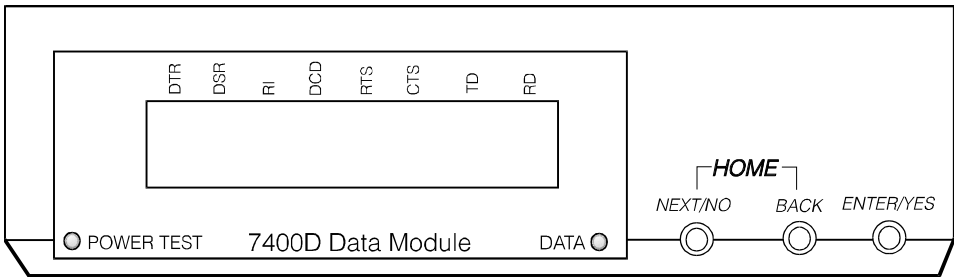 DTR DSR RI DCD RTS CTS TD RD
HOME
NEXT/NO BACK ENTER/YES
POWER TEST 7400D Data Module DATA